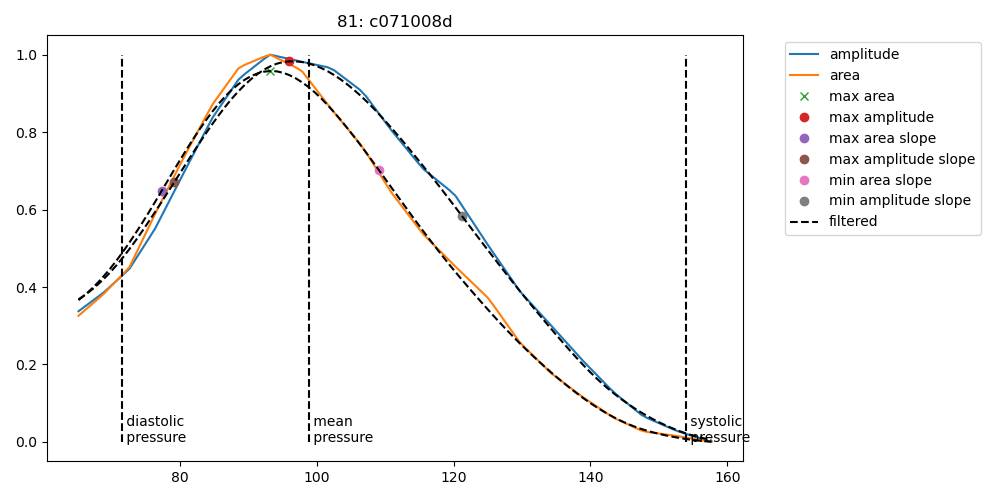 81: c071008d
1.0
0.8
0.6
0.4
0.2
0.0
diastolic
pressure
mean
pressure
systolic
pressure
80
100
120
140
160
amplitude
area
max area
max amplitude
max area slope
max amplitude slope
min area slope
min amplitude slope
filtered